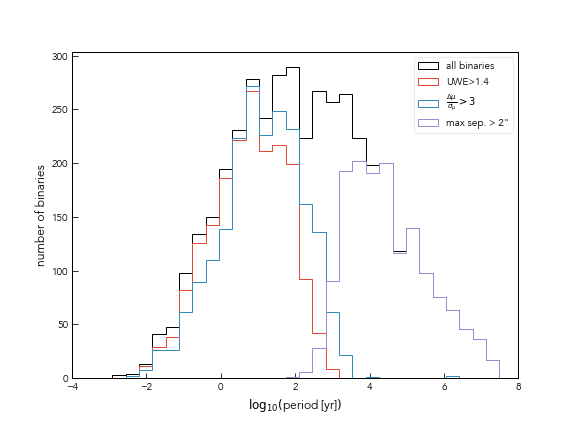 300
250
200
150
100
50
0
number of binaries
−4
−2
0
2
4
6
8
log₁₀(period [yr])
all binaries
UWE>1.4
Δμ/σμ > 3
max sep. > 2"